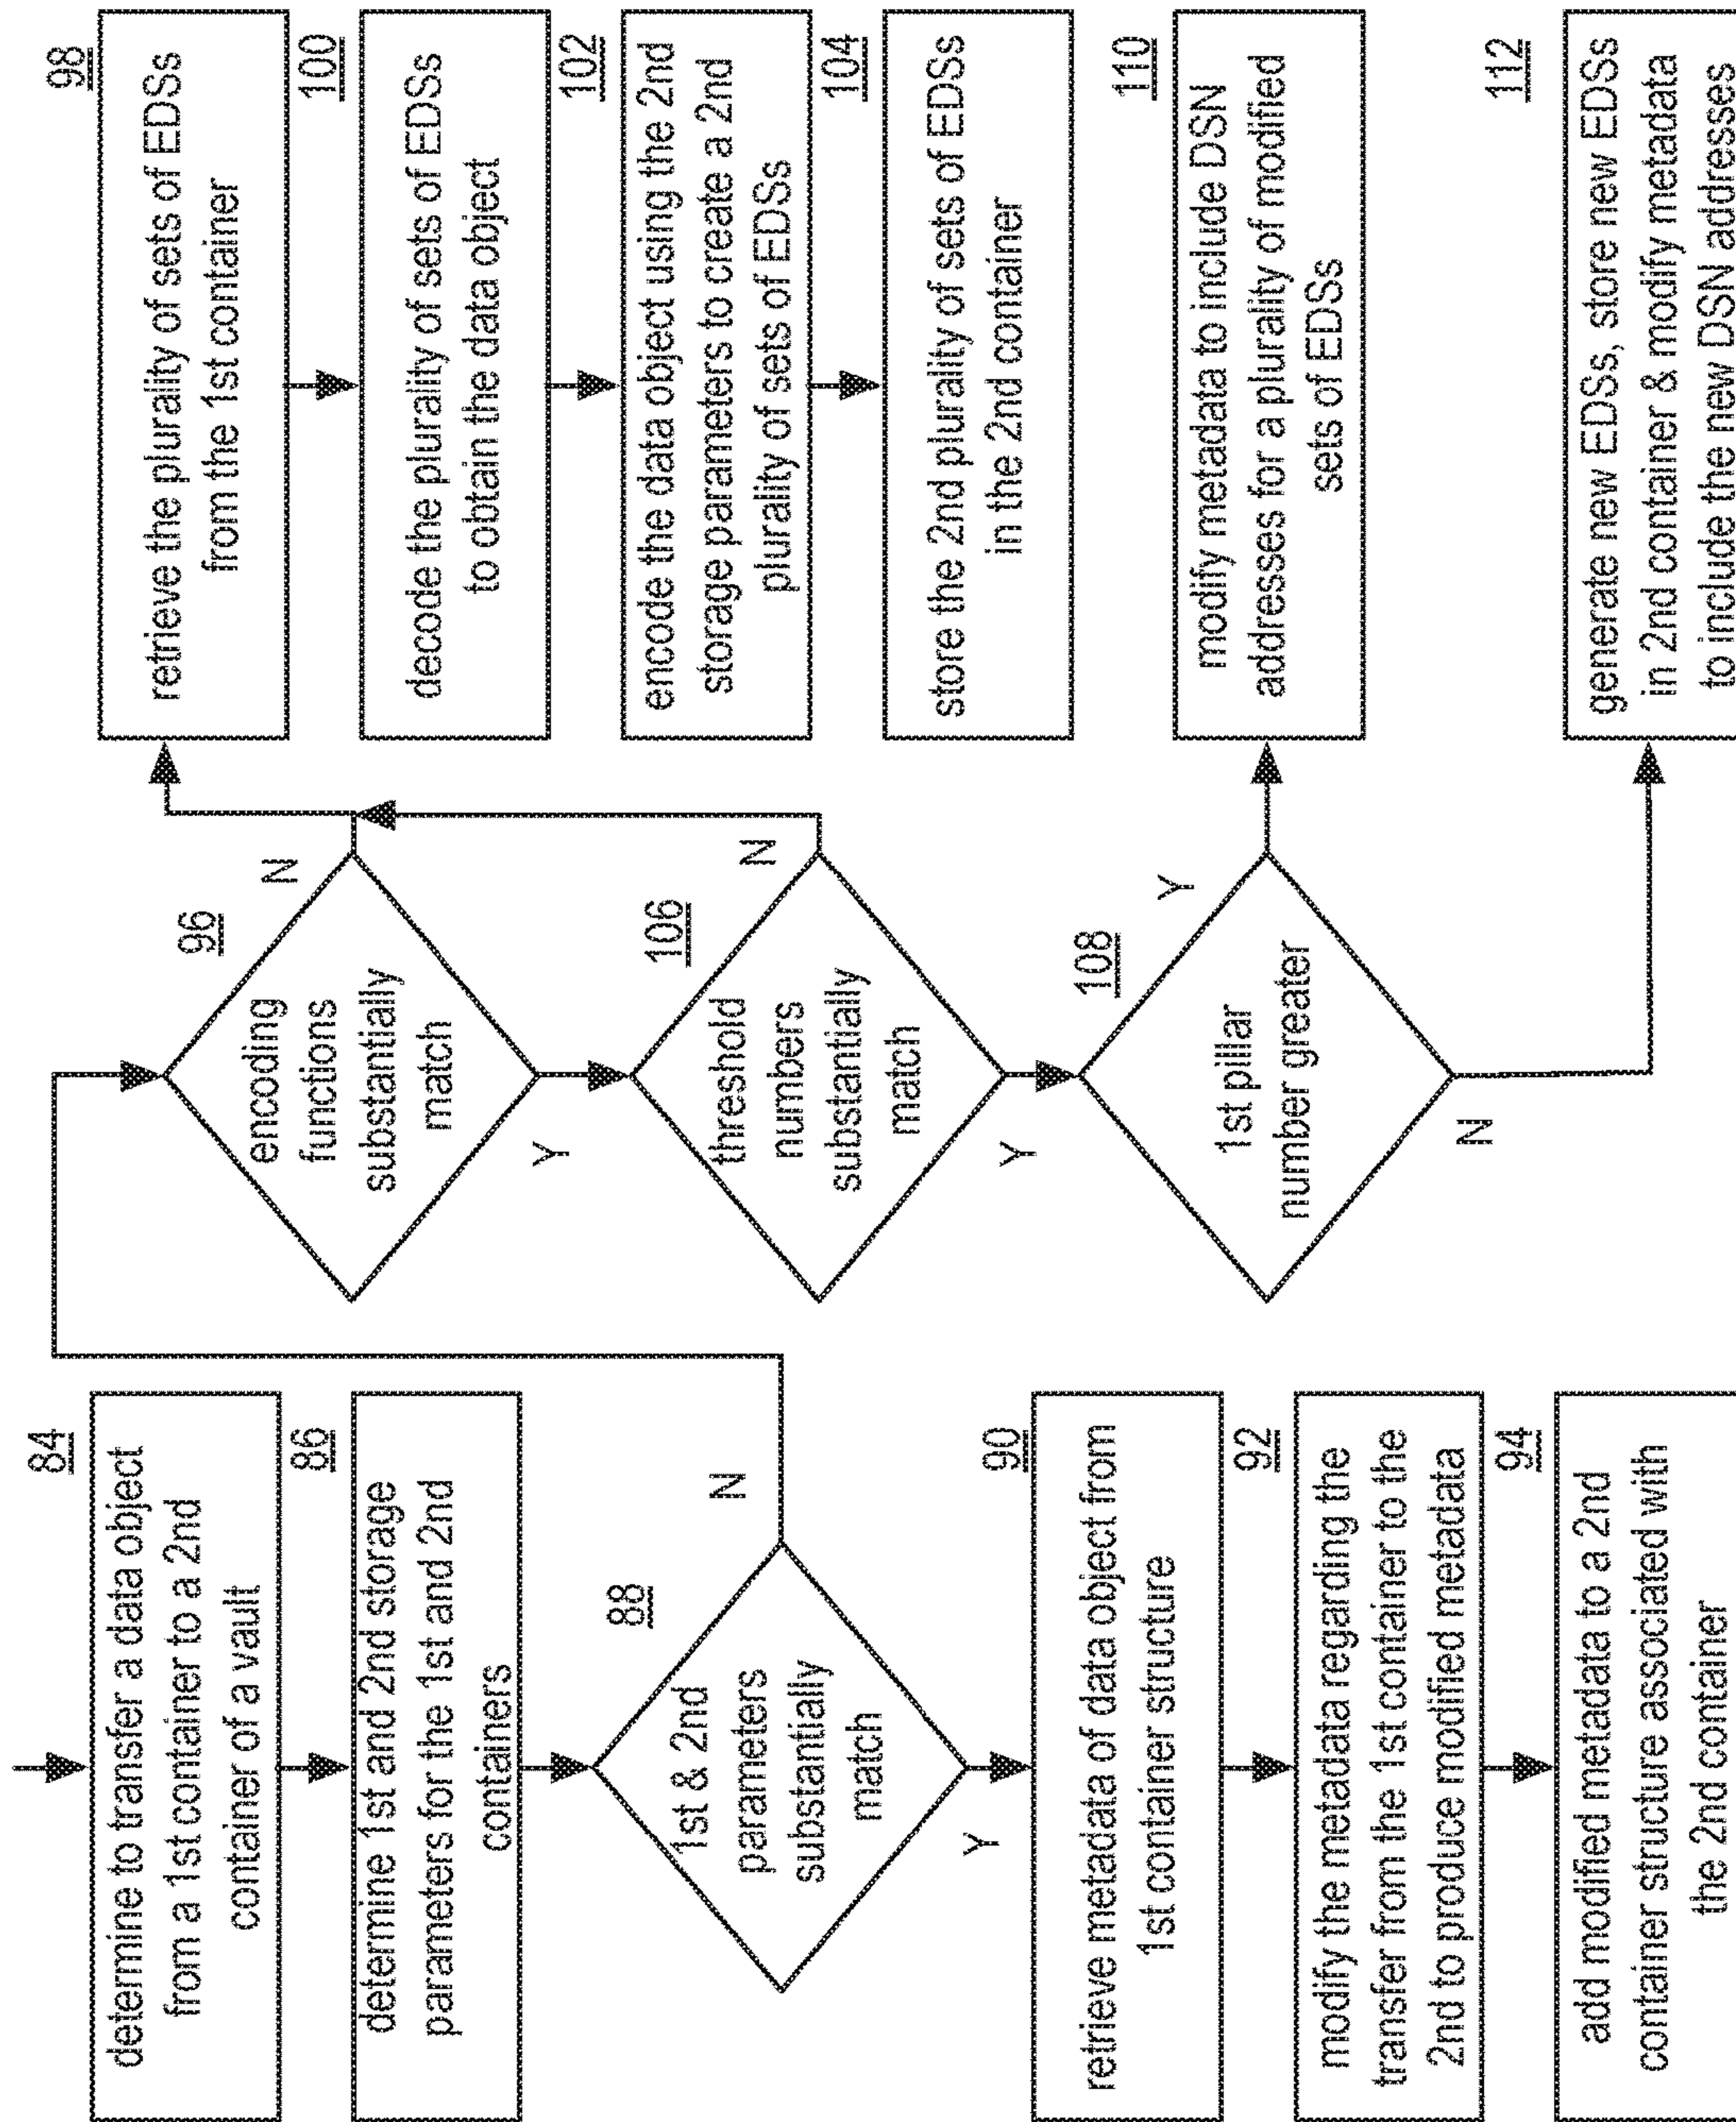 84
determine to transfer a data object
from a 1st container to a 2nd
container of a vault
86
determine 1st and 2nd storage
parameters for the 1st and 2nd
containers
88
1st & 2nd
parameters
substantially
match
N
Y
90
retrieve metadata of data object from
1st container structure
92
modify the metadata regarding the
transfer from the 1st container to the
2nd to produce modified metadata
94
add modified metadata to a 2nd
container structure associated with
the 2nd container
96
encoding
functions
substantially
match
N
Y
106
threshold
numbers
substantially
match
N
Y
108
1st pillar
number greater
Y
N
98
retrieve the plurality of sets of EDSs
from the 1st container
100
decode the plurality of sets of EDSs
to obtain the data object
102
encode the data object using the 2nd
storage parameters to create a 2nd
plurality of sets of EDSs
104
store the 2nd plurality of sets of EDSs
in the 2nd container
110
modify metadata to include DSN
addresses for a plurality of modified
sets of EDSs
112
generate new EDSs, store new EDSs
in 2nd container & modify metadata
to include the new DSN addresses